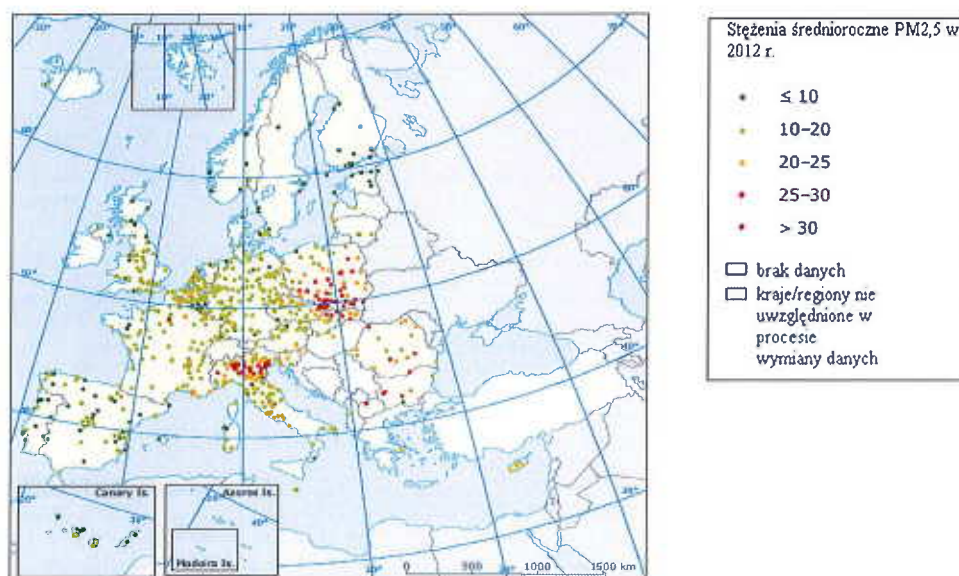 Stężenia średnioroczne PM2,5 w
2012 r.
≤ 10
10-20
20-25
25-30
> 30
brak danych
kraje/regiony nie
uwzględnione w
procesie
wymiany danych
Canary Is.
Azores Is.
Madeira Is.
0 500 1000 1500 km